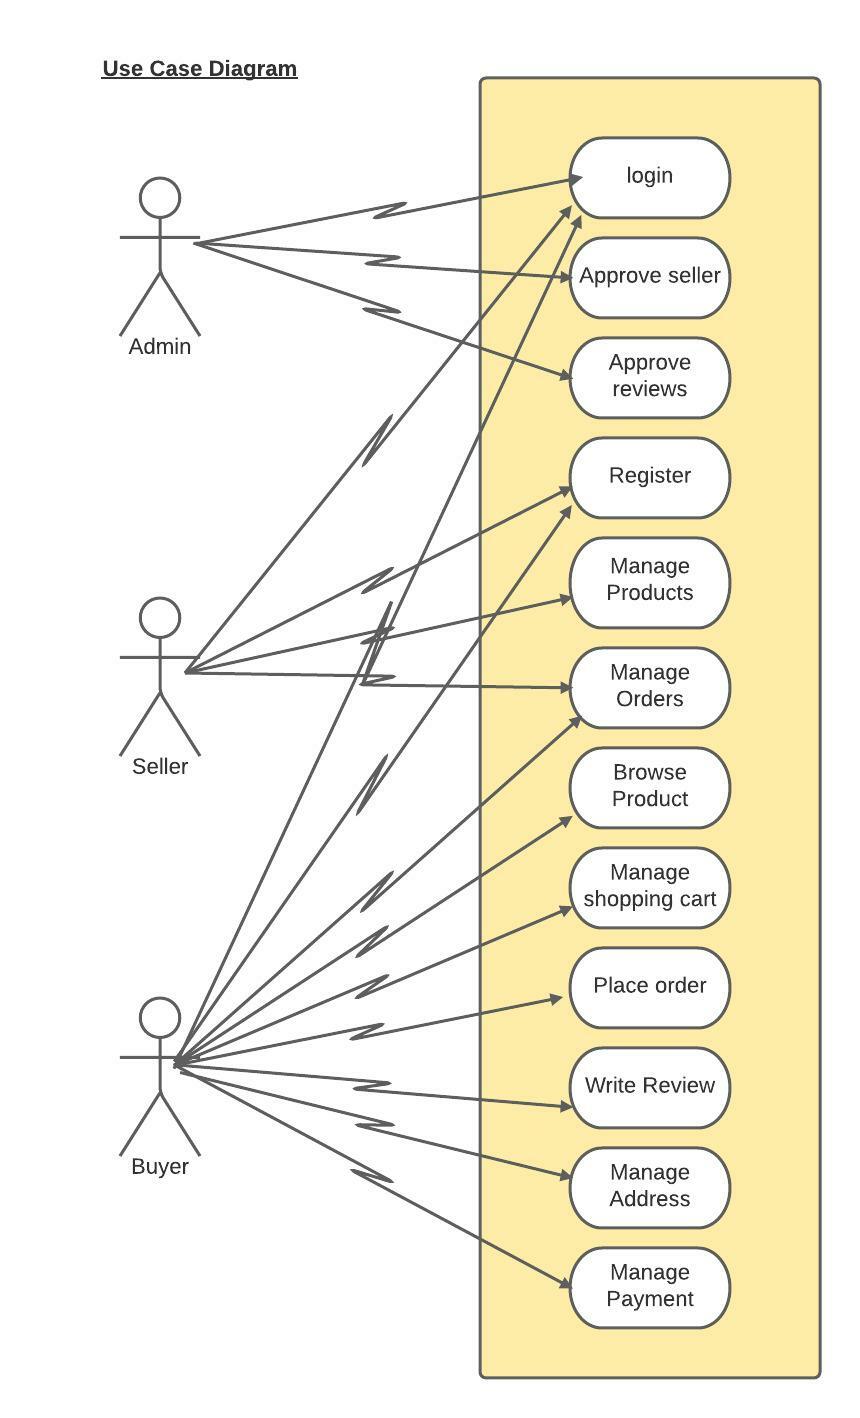 Use Case Diagram
login
Approve seller
Admin
Approve
reviews
Register
Manage
Products
Manage
Orders
Seller
Browse
Product
Manage
shopping cart
Place order
Write Review
Buyer
Manage
Address
Manage
Payment